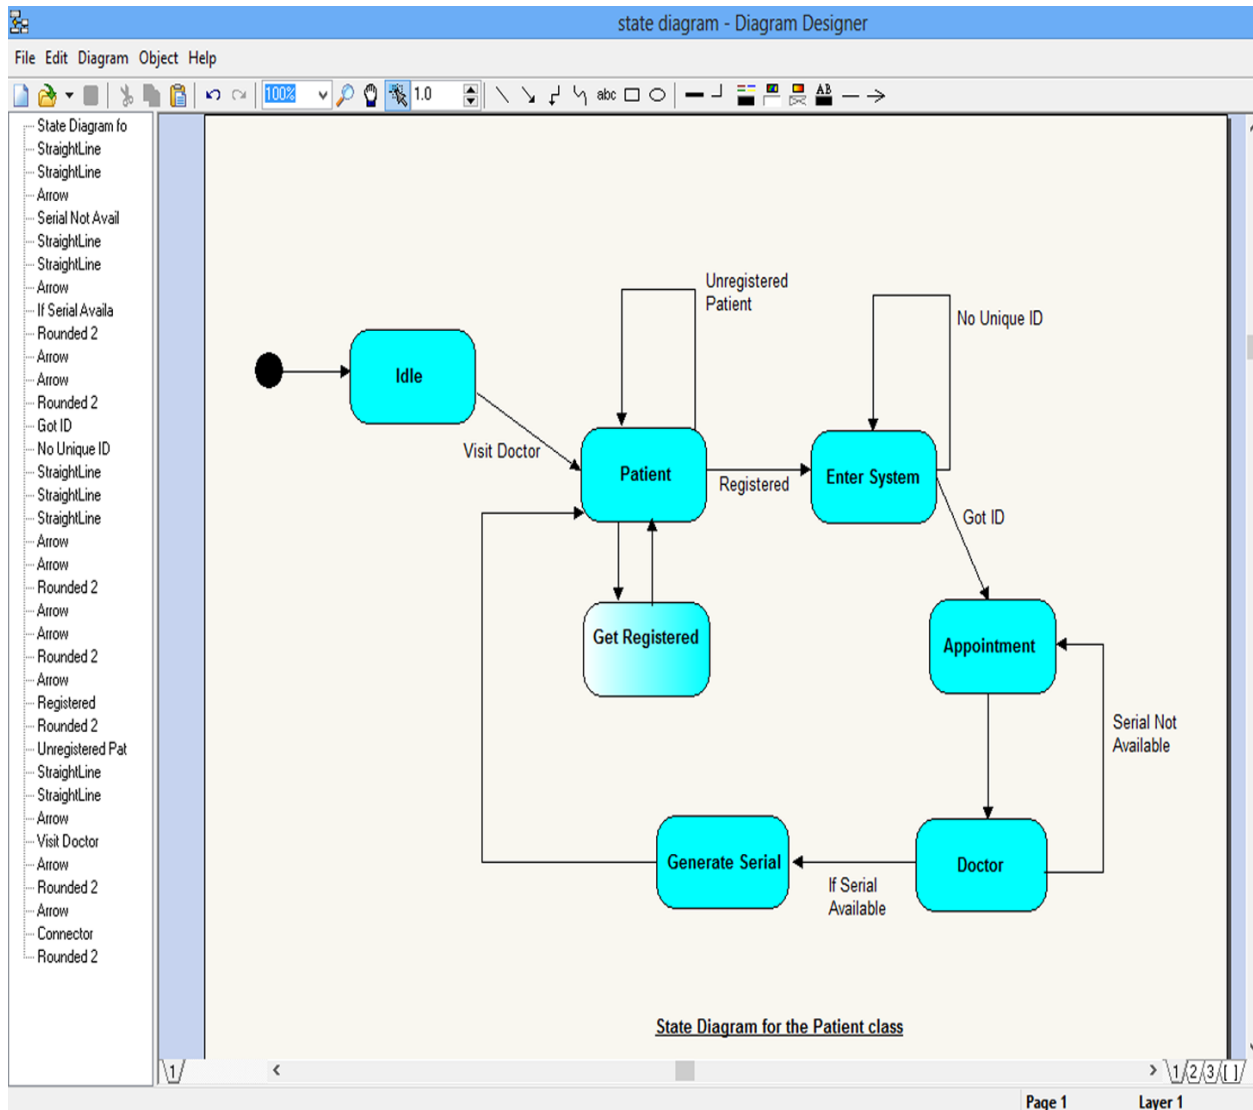 state diagram - Diagram Designer
File Edit Diagram Object Help
100%
1.0
abc
AB
State Diagram fo
StraightLine
StraightLine
Arrow
Serial Not Avail
StraightLine
StraightLine
Arrow
If Serial Availa
Rounded 2
Arrow
Arrow
Rounded 2
Got ID
No Unique ID
StraightLine
StraightLine
StraightLine
Arrow
Arrow
Rounded 2
Arrow
Arrow
Rounded 2
Arrow
Registered
Rounded 2
Unregistered Pat
StraightLine
StraightLine
Arrow
Visit Doctor
Arrow
Rounded 2
Arrow
Connector
Rounded 2
Unregistered
Patient
No Unique ID
Idle
Visit Doctor
Patient
Registered
Enter System
Got ID
Get Registered
Appointment
Serial Not
Available
Generate Serial
If Serial
Available
Doctor
State Diagram for the Patient class
1
1 2 3 [ ]
Page 1
Layer 1